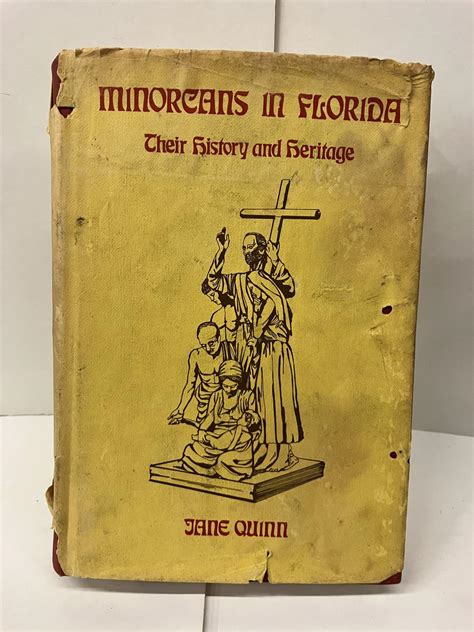 MINORCANS IN FLORIDA
Their History and Heritage
JANE QUINN